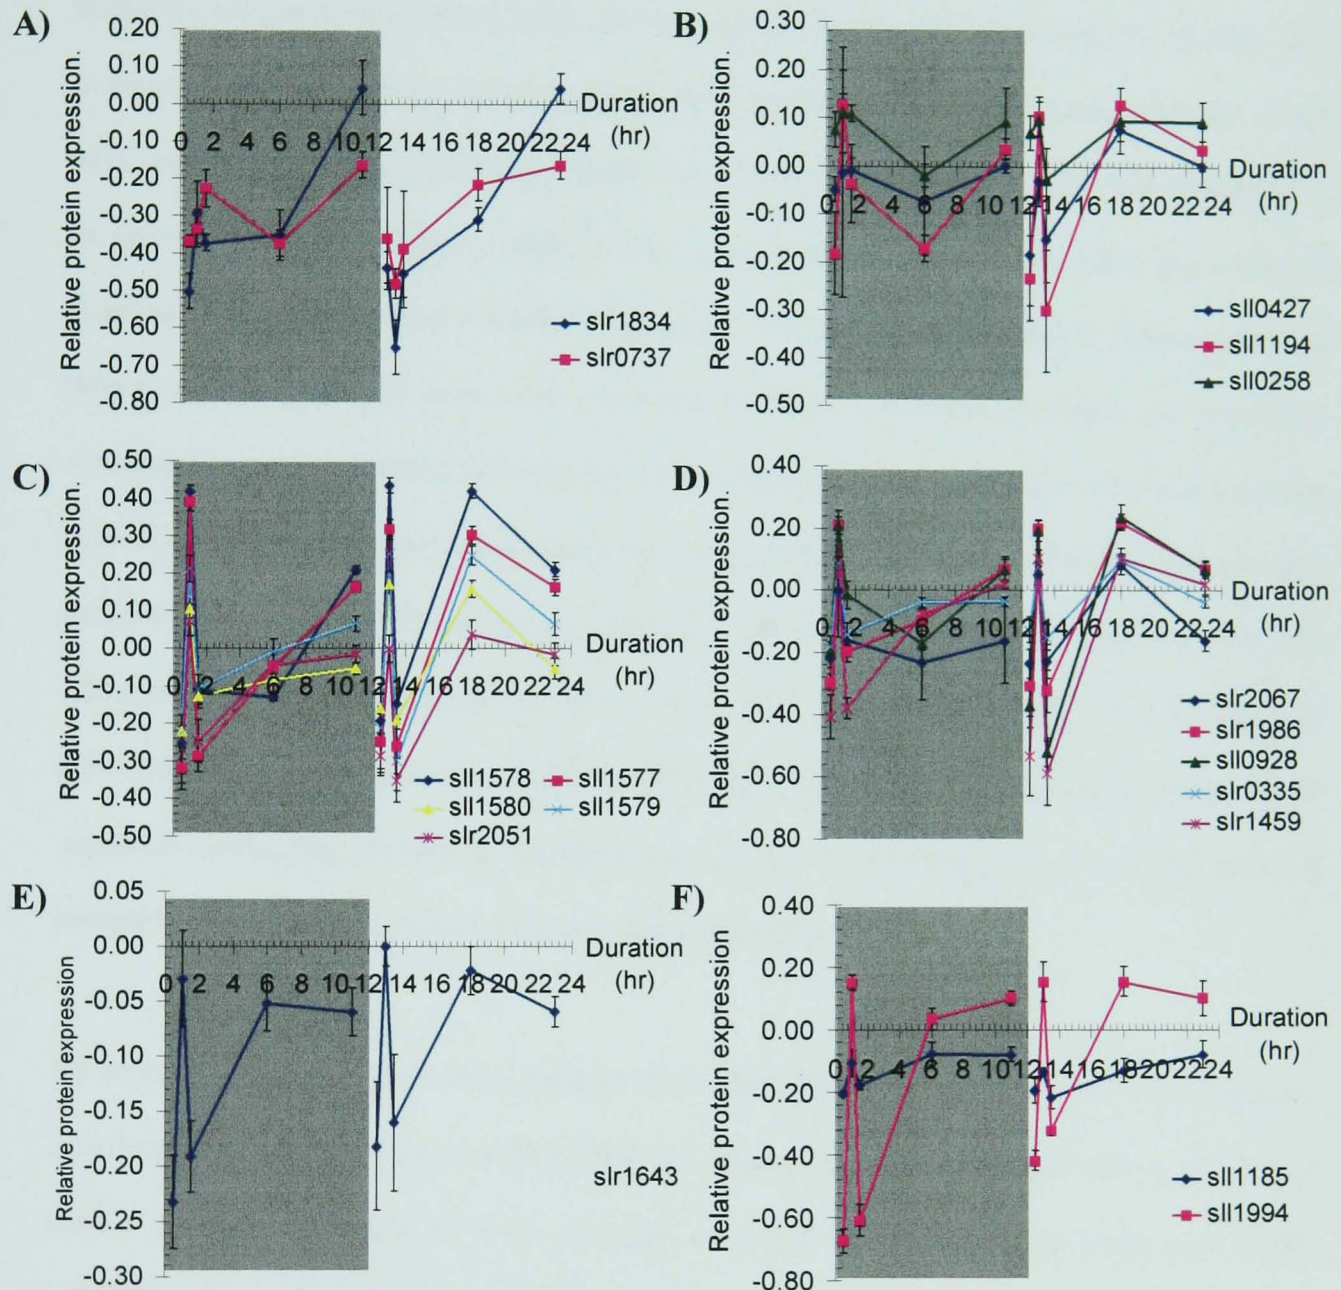 A)
Relative protein expression.
0.20
0.10
0.00
-0.10
-0.20
-0.30
-0.40
-0.50
-0.60
-0.70
-0.80
0 2 4 6 8 10 12 14 16 18 20 22 24
Duration
(hr)
slr1834
slr0737
B)
Relative protein expression.
0.30
0.20
0.10
0.00
-0.10
-0.20
-0.30
-0.40
-0.50
0 2 4 6 8 10 12 14 16 18 20 22 24
Duration
(hr)
sll0427
sll1194
sll0258
C)
Relative protein expression.
0.50
0.40
0.30
0.20
0.10
0.00
-0.10
-0.20
-0.30
-0.40
-0.50
0 2 4 6 8 10 12 14 16 18 20 22 24
Duration
(hr)
sll1578 sll1577
sll1580 sll1579
slr2051
D)
Relative protein expression.
0.40
0.20
0.00
-0.20
-0.40
-0.60
-0.80
0 2 4 6 8 10 12 14 16 18 20 22 24
Duration
(hr)
slr2067
slr1986
sll0928
slr0335
slr1459
E)
Relative protein expression
0.05
0.00
-0.05
-0.10
-0.15
-0.20
-0.25
-0.30
0 2 4 6 8 10 12 14 16 18 20 22 24
Duration
(hr)
slr1643
F)
Relative protein expression
0.40
0.20
0.00
-0.20
-0.40
-0.60
-0.80
0 2 4 6 8 10 12 14 16 18 20 22 24
Duration
(hr)
sll1185
sll1994